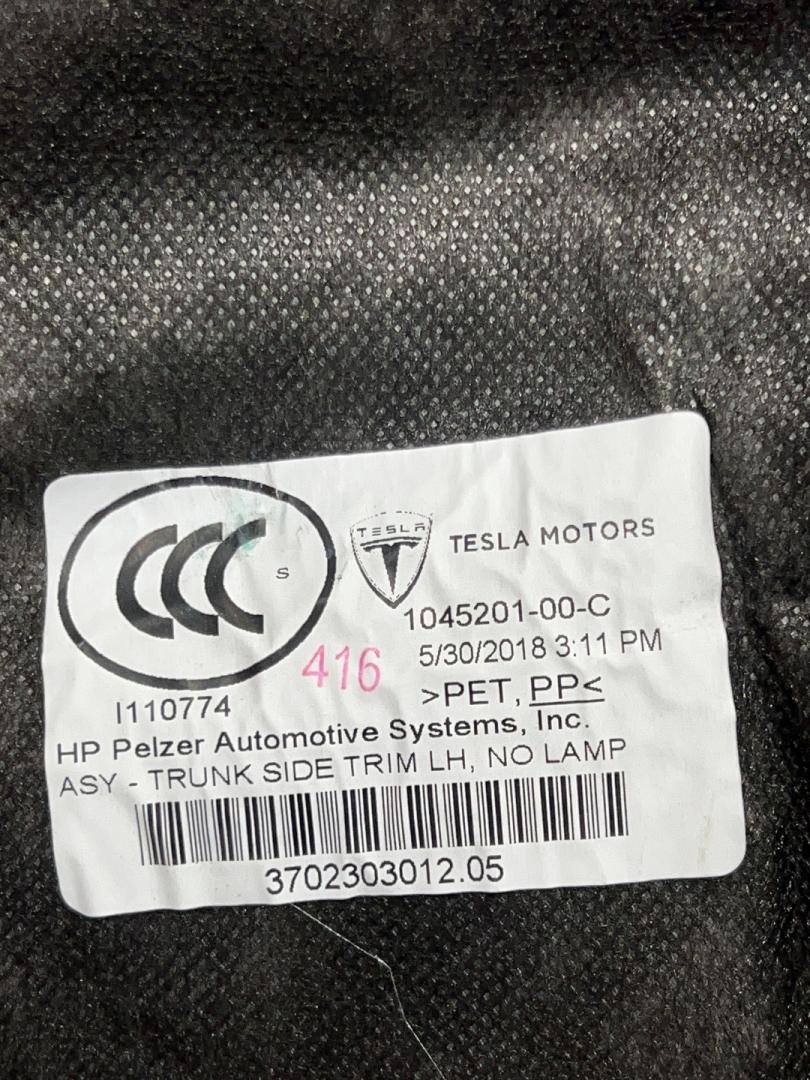 CCC S
TESLA
TESLA MOTORS
1045201-00-C
5/30/2018 3:11 PM
416
>PET, PP<
I110774
HP Pelzer Automotive Systems, Inc.
ASY - TRUNK SIDE TRIM LH, NO LAMP
3702303012.05